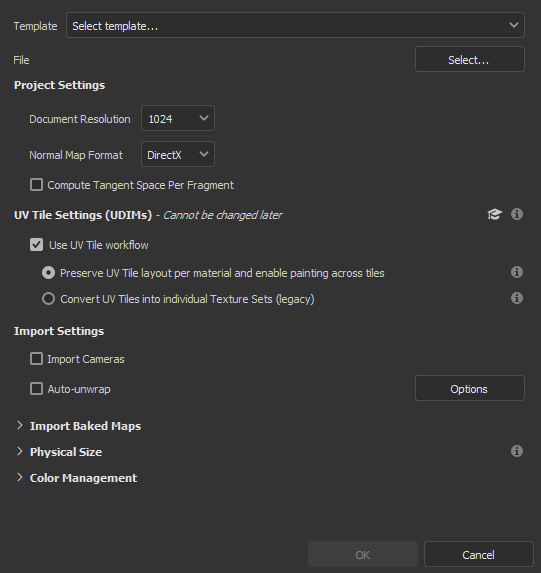 Template Select template...
File Select...
Project Settings
Document Resolution 1024
Normal Map Format DirectX
Compute Tangent Space Per Fragment
UV Tile Settings (UDIMs) - Cannot be changed later
Use UV Tile workflow
Preserve UV Tile layout per material and enable painting across tiles
Convert UV Tiles into individual Texture Sets (legacy)
Import Settings
Import Cameras
Auto-unwrap Options
Import Baked Maps
Physical Size
Color Management
OK Cancel